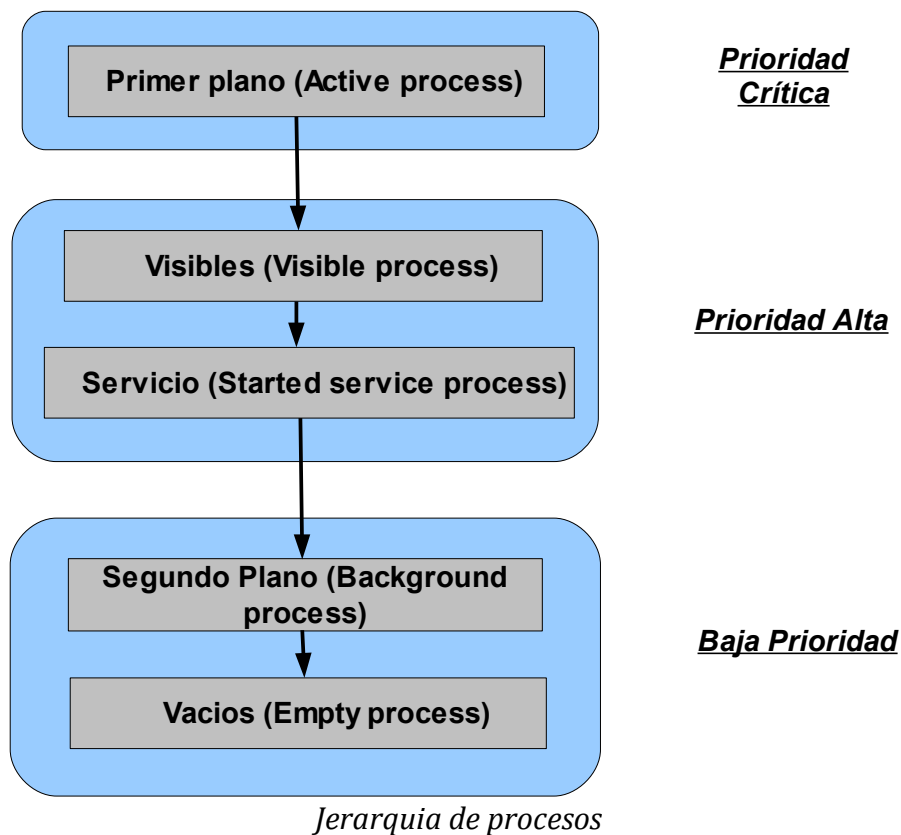 Primer plano (Active process)
Prioridad
Crítica
Visibles (Visible process)
Prioridad Alta
Servicio (Started service process)
Segundo Plano (Background
process)
Baja Prioridad
Vacios (Empty process)
Jerarquia de procesos